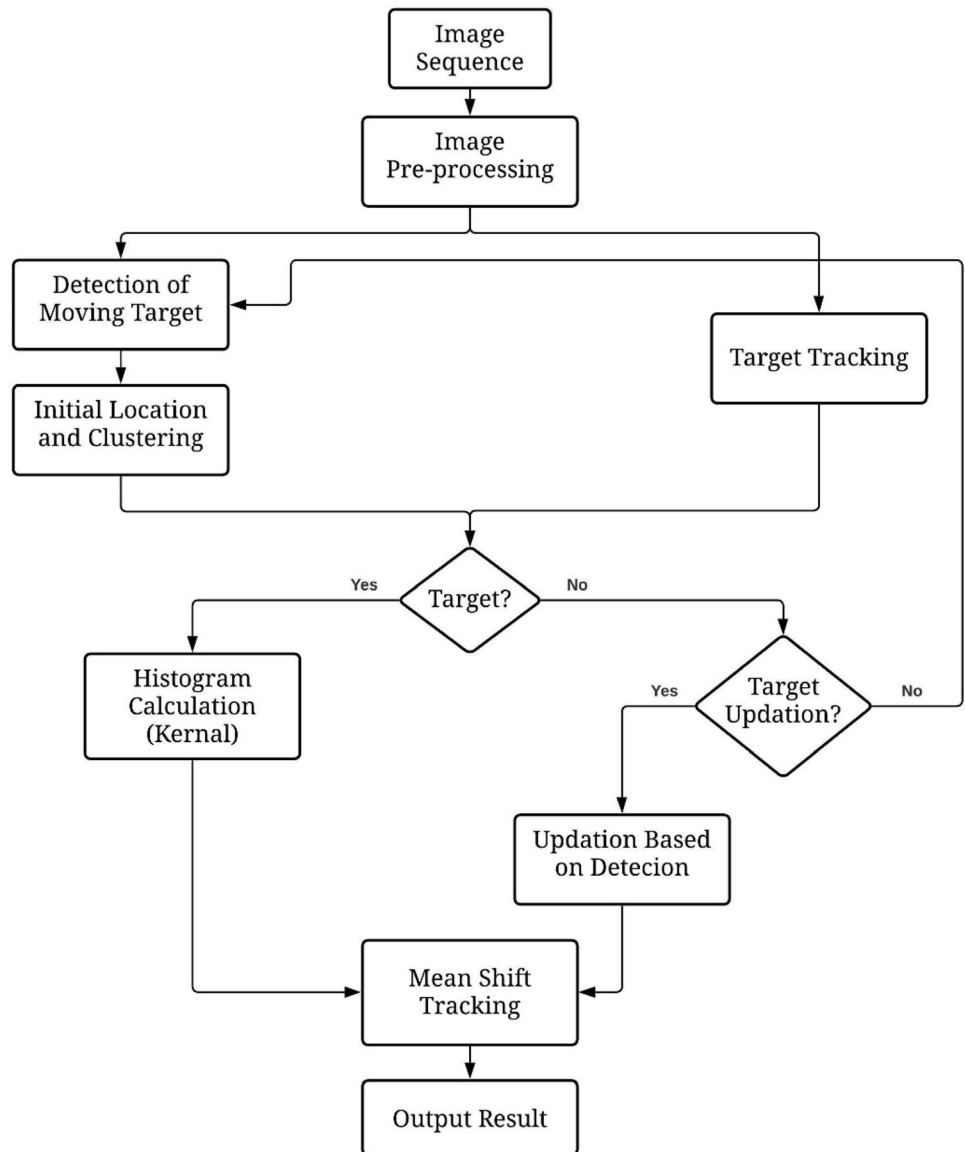 Image
Sequence
Image
Pre-processing
Detection of
Moving Target
Target Tracking
Initial Location
and Clustering
Yes
Target?
No
Histogram
Calculation
(Kernal)
Yes
Target
Updation?
No
Updation Based
on Detecion
Mean Shift
Tracking
Output Result